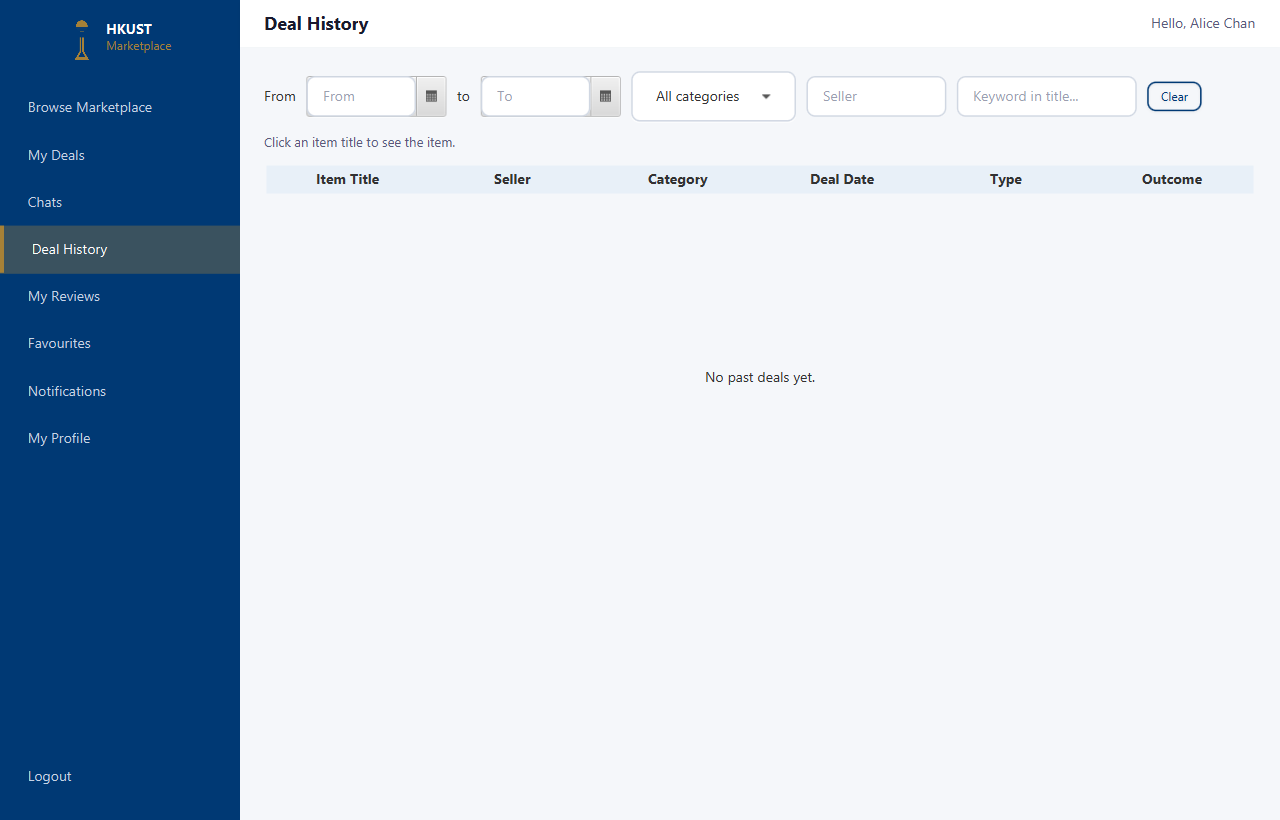 HKUST
Marketplace
Browse Marketplace
My Deals
Chats
Deal History
My Reviews
Favourites
Notifications
My Profile
Logout
Deal History
Hello, Alice Chan
From From to To All categories Seller Keyword in title... Clear
Click an item title to see the item.
Item Title Seller Category Deal Date Type Outcome
No past deals yet.